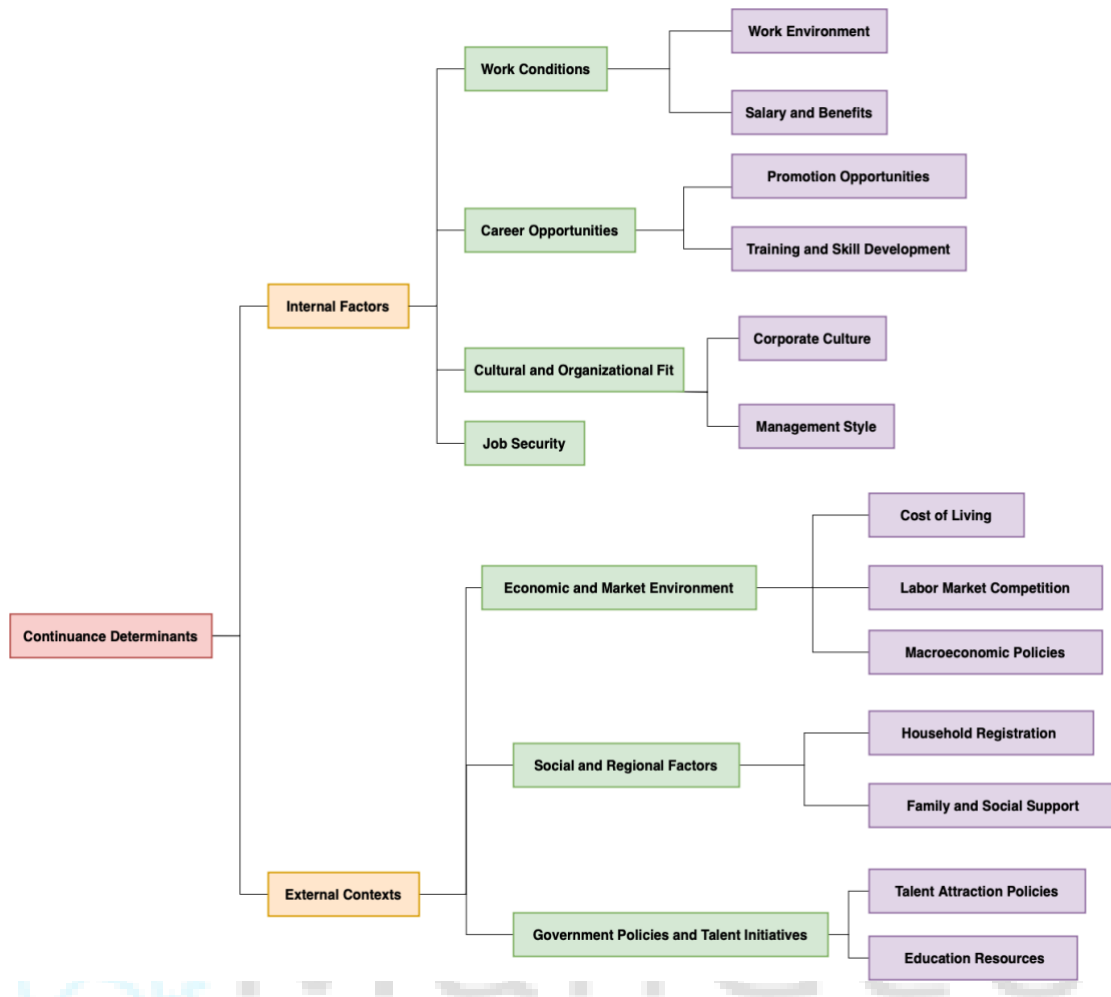 Continuance Determinants
Internal Factors
Work Conditions
Work Environment
Salary and Benefits
Career Opportunities
Promotion Opportunities
Training and Skill Development
Cultural and Organizational Fit
Corporate Culture
Management Style
Job Security
External Contexts
Economic and Market Environment
Cost of Living
Labor Market Competition
Macroeconomic Policies
Social and Regional Factors
Household Registration
Family and Social Support
Government Policies and Talent Initiatives
Talent Attraction Policies
Education Resources